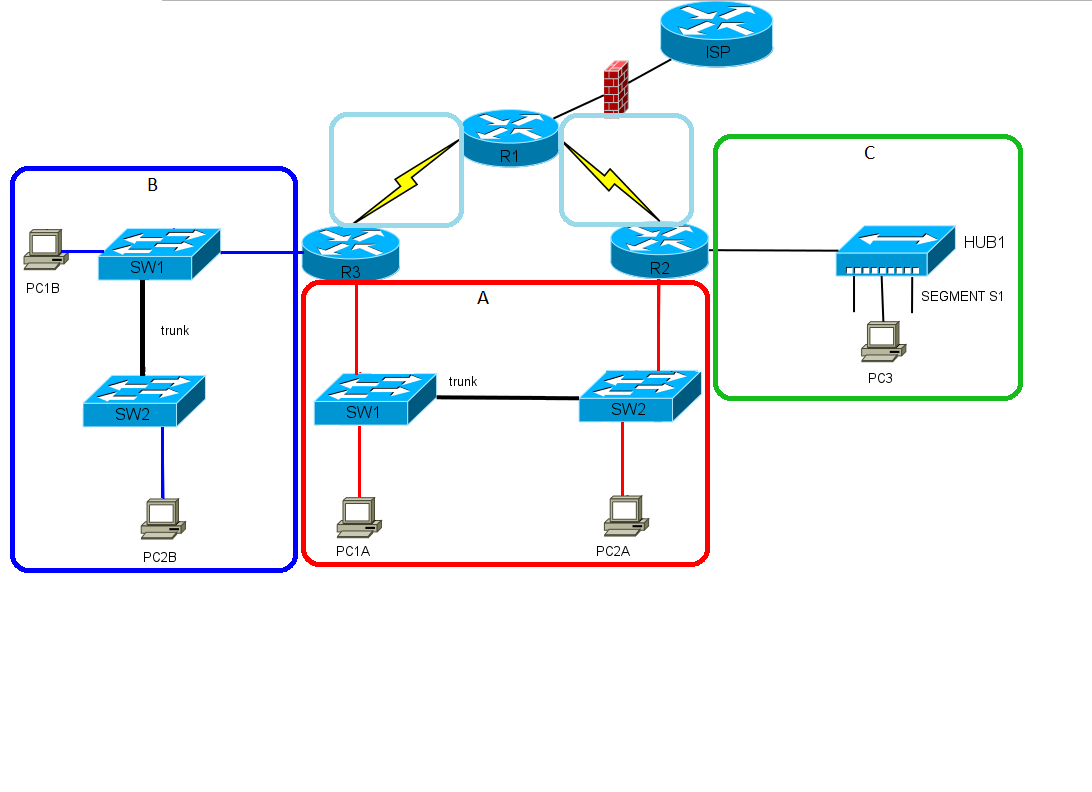 ISP
R1
C
B
HUB1
SW1
R3
R2
PC1B
A
SEGMENT S1
trunk
PC3
trunk
SW2
SW1
SW2
PC1A
PC2A
PC2B